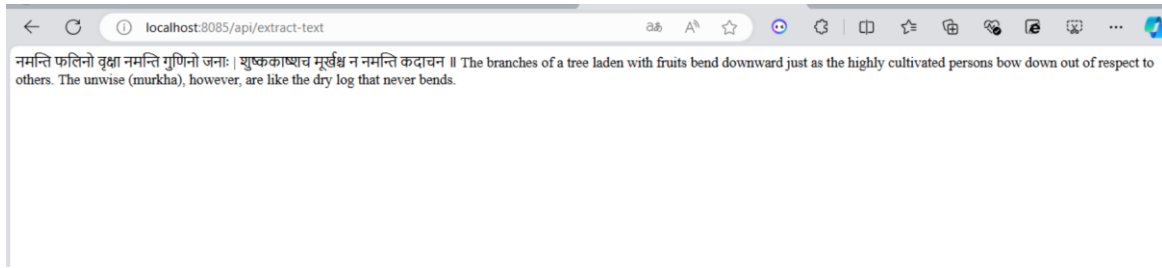 localhost:8085/api/extract-text
नमन्ति फलिनो वृक्षा नमन्ति गुणिनो जनाः | शुष्ककाष्शच मूर्खश्च न नमन्ति कदाचन ॥ The branches of a tree laden with fruits bend downward just as the highly cultivated persons bow down out of respect to
others. The unwise (murkha), however, are like the dry log that never bends.